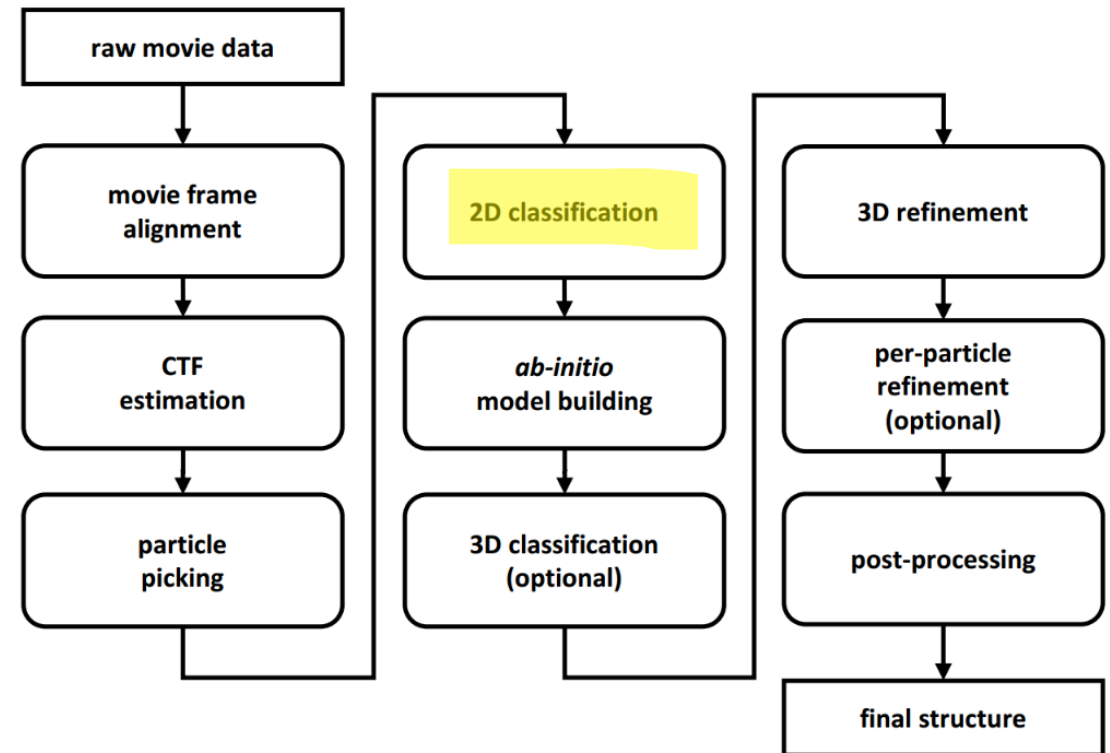 raw movie data
movie frame
alignment
CTF
estimation
particle
picking
2D classification
ab-initio
model building
3D classification
(optional)
3D refinement
per-particle
refinement
(optional)
post-processing
final structure